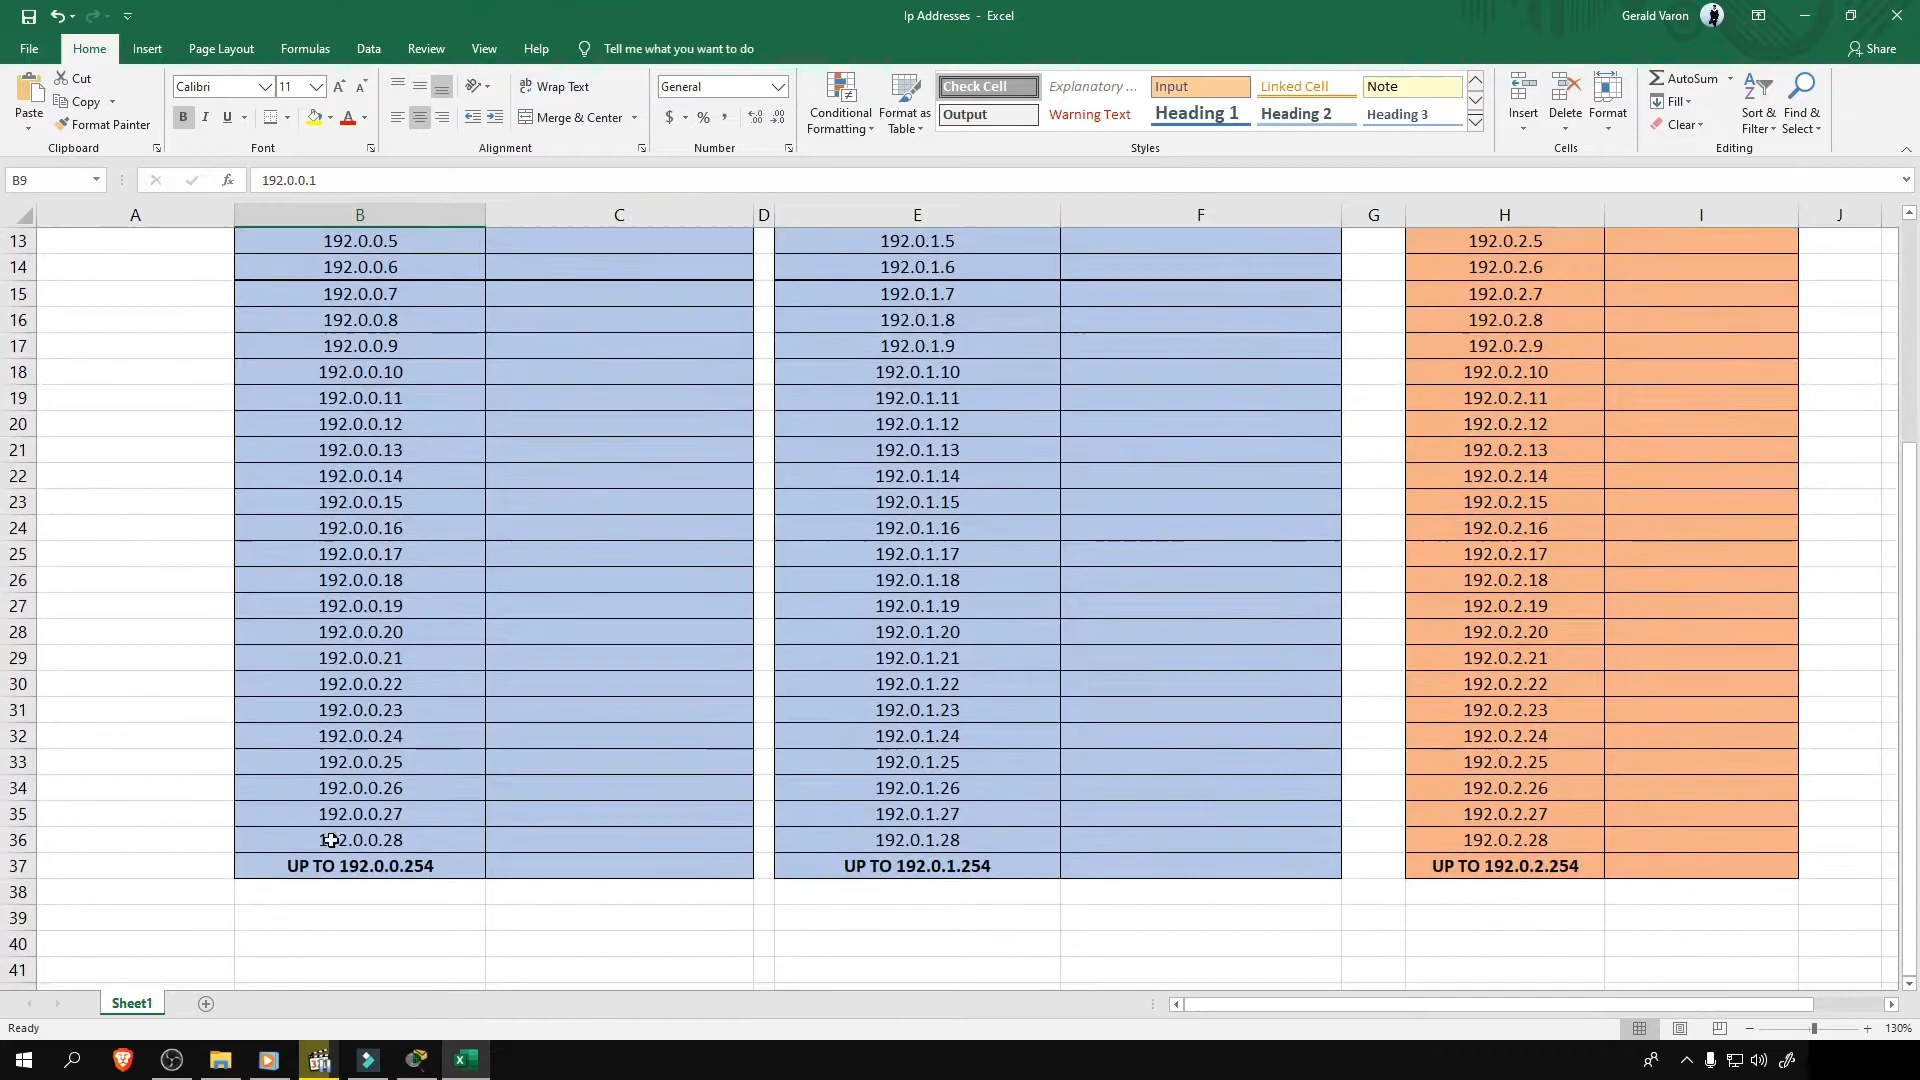 Ip Addresses - Excel
Gerald Varon
File Home Insert Page Layout Formulas Data Review View Help Tell me what you want to do Share
Paste
Cut
Copy
Format Painter
Clipboard
Calibri 11
B I U
Font
Wrap Text
Merge & Center
Alignment
General
$ % ,
Number
Conditional Formatting
Format as Table
Check Cell Explanatory ... Input Linked Cell Note
Output Warning Text Heading 1 Heading 2 Heading 3
Styles
Insert Delete Format
Cells
AutoSum
Fill
Clear
Sort & Filter
Find & Select
Editing
B9 fx 192.0.0.1
A B C D E F G H I J
13 192.0.0.5 192.0.1.5 192.0.2.5
14 192.0.0.6 192.0.1.6 192.0.2.6
15 192.0.0.7 192.0.1.7 192.0.2.7
16 192.0.0.8 192.0.1.8 192.0.2.8
17 192.0.0.9 192.0.1.9 192.0.2.9
18 192.0.0.10 192.0.1.10 192.0.2.10
19 192.0.0.11 192.0.1.11 192.0.2.11
20 192.0.0.12 192.0.1.12 192.0.2.12
21 192.0.0.13 192.0.1.13 192.0.2.13
22 192.0.0.14 192.0.1.14 192.0.2.14
23 192.0.0.15 192.0.1.15 192.0.2.15
24 192.0.0.16 192.0.1.16 192.0.2.16
25 192.0.0.17 192.0.1.17 192.0.2.17
26 192.0.0.18 192.0.1.18 192.0.2.18
27 192.0.0.19 192.0.1.19 192.0.2.19
28 192.0.0.20 192.0.1.20 192.0.2.20
29 192.0.0.21 192.0.1.21 192.0.2.21
30 192.0.0.22 192.0.1.22 192.0.2.22
31 192.0.0.23 192.0.1.23 192.0.2.23
32 192.0.0.24 192.0.1.24 192.0.2.24
33 192.0.0.25 192.0.1.25 192.0.2.25
34 192.0.0.26 192.0.1.26 192.0.2.26
35 192.0.0.27 192.0.1.27 192.0.2.27
36 192.0.0.28 192.0.1.28 192.0.2.28
37 UP TO 192.0.0.254 UP TO 192.0.1.254 UP TO 192.0.2.254
38
39
40
41
Sheet1
Ready 130%